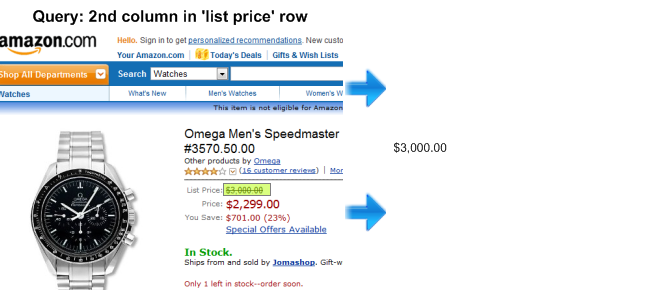 Query: 2nd column in 'list price' row
amazon.com
Hello. Sign in to get personalized recommendations. New custo
Your Amazon.com Today's Deals Gifts & Wish Lists
Shop All Departments Search Watches
Watches What's New Men's Watches Women's W
This item is not eligible for Amazon
Omega Men's Speedmaster
#3570.50.00
Other products by Omega
(16 customer reviews) | Mor
List Price: $3,000.00
$3,000.00
Price: $2,299.00
You Save: $701.00 (23%)
Special Offers Available
In Stock.
Ships from and sold by Jomashop. Gift-w
Only 1 left in stock--order soon.